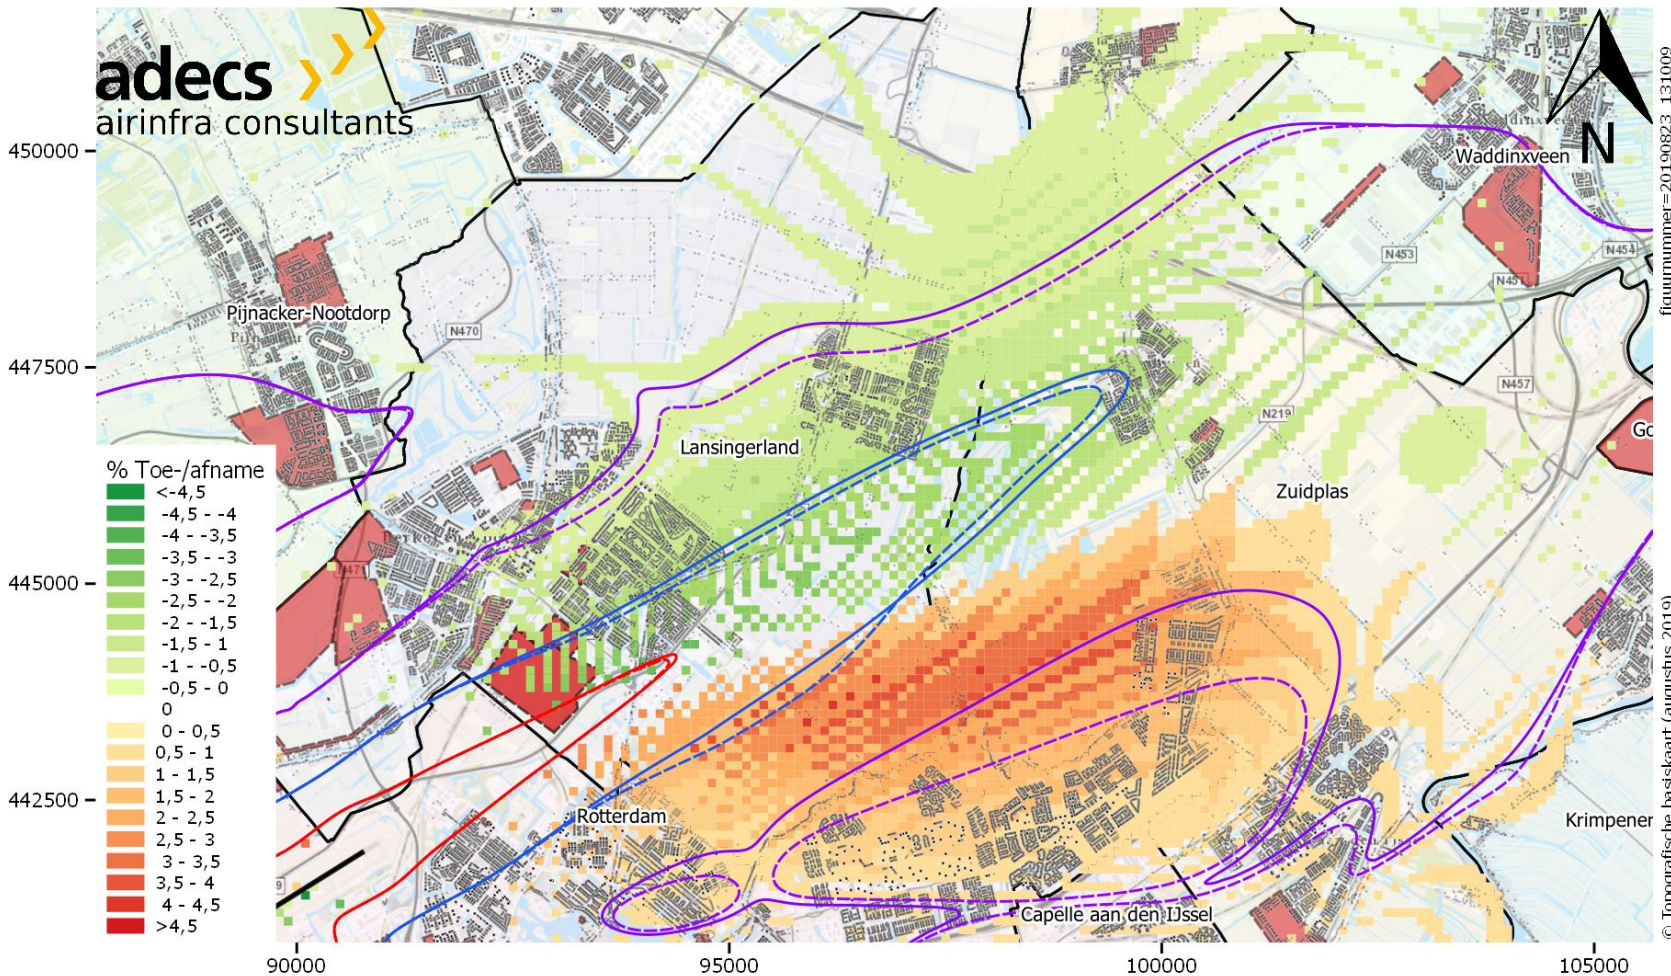 adecs
airinfra consultants
N
figuurnummer=20190823_131009
© Topografische basiskaart (augustus 2019)
450000
447500
445000
442500
90000
95000
100000
105000
Waddinxveen
N453
N451
N454
Pijnacker-Nootdorp
N470
N457
N219
Lansingerland
Zuidplas
N471
Rotterdam
Krimpener
Capelle aan den IJssel
Go
% Toe-/afname
<-4,5
-4,5 - -4
-4 - -3,5
-3,5 - -3
-3 - -2,5
-2,5 - -2
-2 - -1,5
-1,5 - 1
-1 - -0,5
-0,5 - 0
0
0 - 0,5
0,5 - 1
1 - 1,5
1,5 - 2
2 - 2,5
2,5 - 3
3 - 3,5
3,5 - 4
4 - 4,5
>4,5